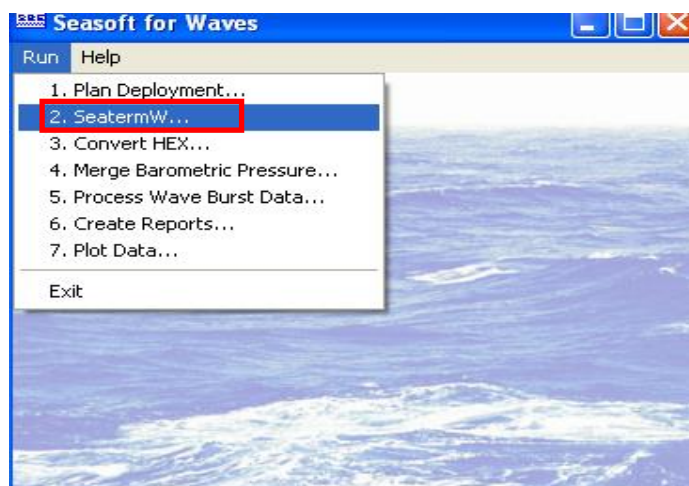 Seasoft for Waves
Run Help
1. Plan Deployment...
2. SeatermW...
3. Convert HEX...
4. Merge Barometric Pressure...
5. Process Wave Burst Data...
6. Create Reports...
7. Plot Data...
Exit